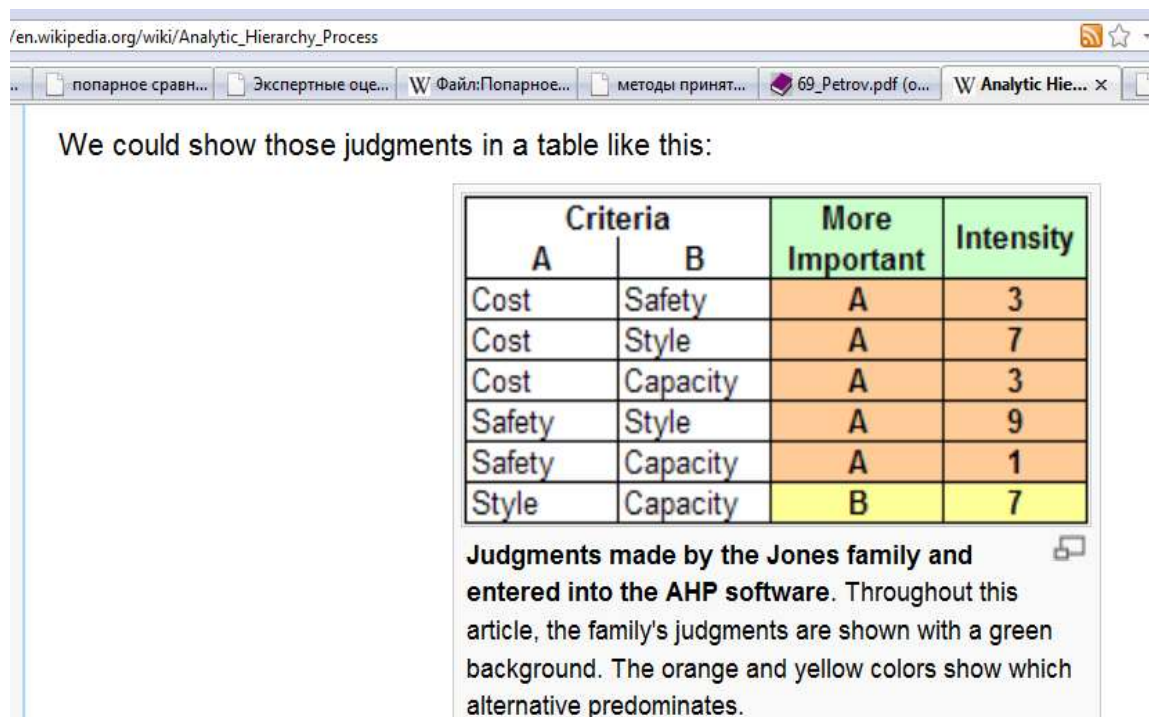 /en.wikipedia.org/wiki/Analytic_Hierarchy_Process
.. попарное сравн... Экспертные оце... W Файл:Попарное... методы принят... 69_Petrov.pdf (о... W Analytic Hie... ×
We could show those judgments in a table like this:
Criteria More Intensity
A B Important
Cost Safety A 3
Cost Style A 7
Cost Capacity A 3
Safety Style A 9
Safety Capacity A 1
Style Capacity B 7
Judgments made by the Jones family and
entered into the AHP software. Throughout this
article, the family's judgments are shown with a green
background. The orange and yellow colors show which
alternative predominates.